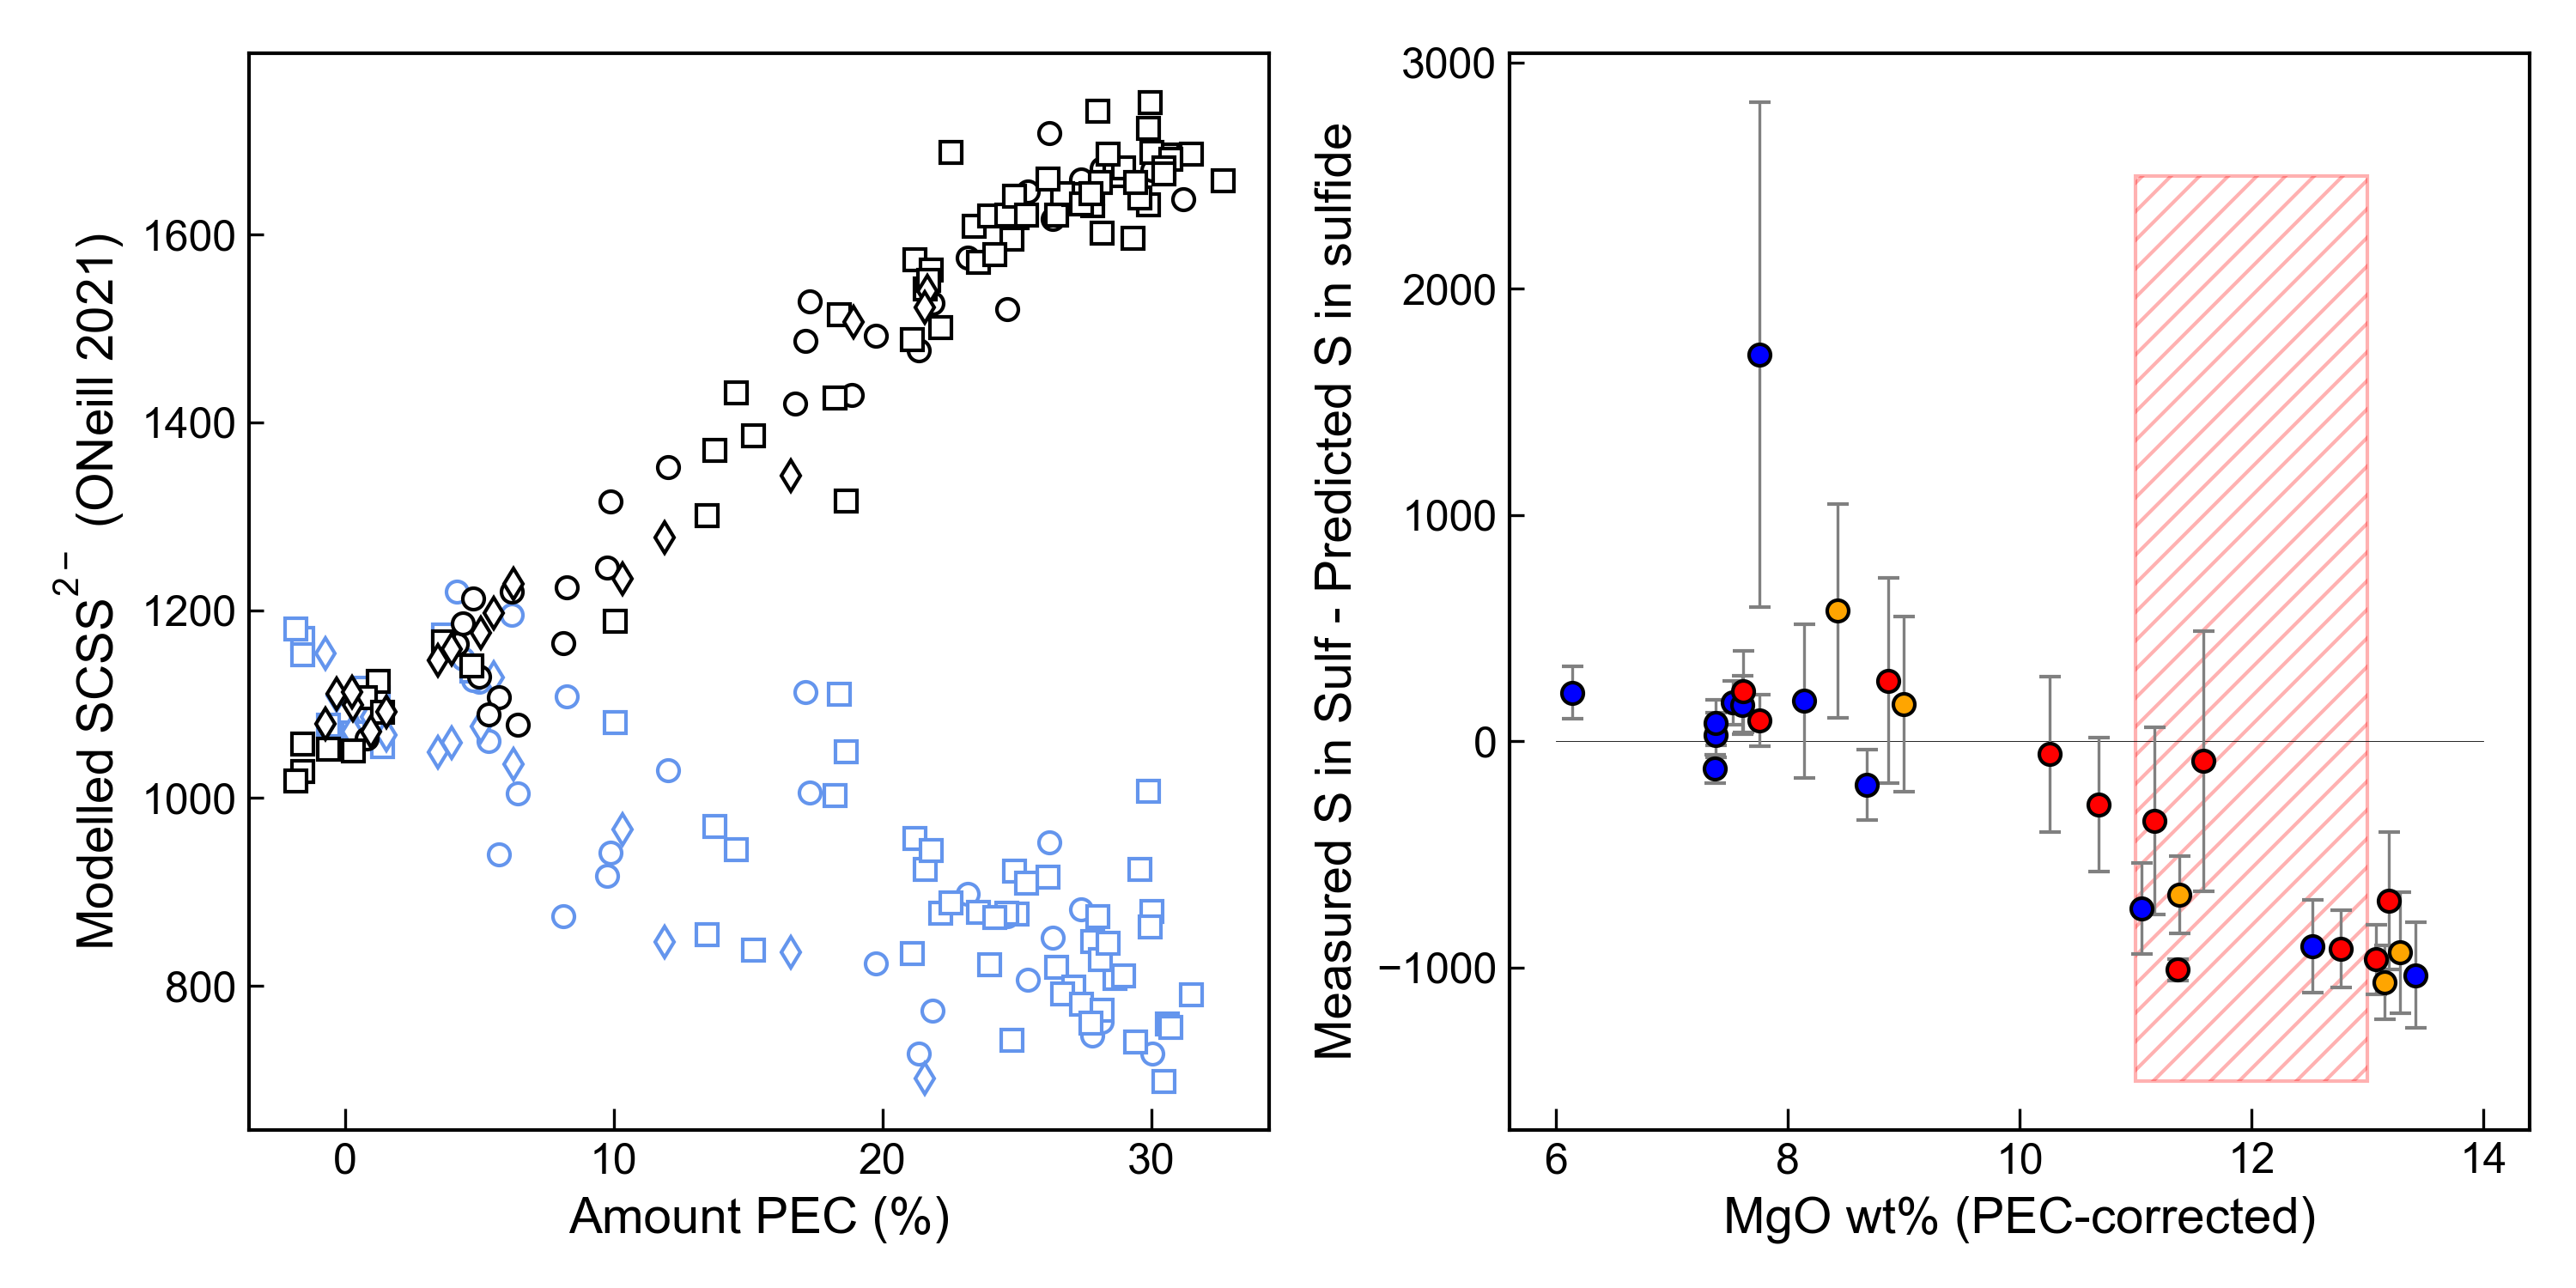 Modelled SCSS²⁻ (ONeill 2021)
1600
1400
1200
1000
800
0 10 20 30
Amount PEC (%)
Measured S in Sulf - Predicted S in sulfide
3000
2000
1000
0
−1000
6 8 10 12 14
MgO wt% (PEC-corrected)